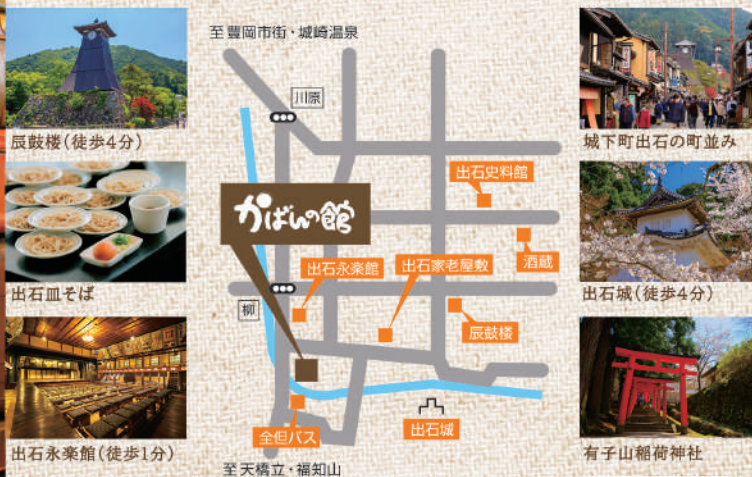 辰鼓楼(徒歩4分)
出石皿そば
出石永楽館(徒歩1分)
至豊岡市街・城崎温泉
川原
かばんの館
出石史料館
酒蔵
出石永楽館
出石家老屋敷
柳
辰鼓楼
全但バス
出石城
至天橋立・福知山
城下町出石の町並み
出石城(徒歩4分)
有子山稲荷神社